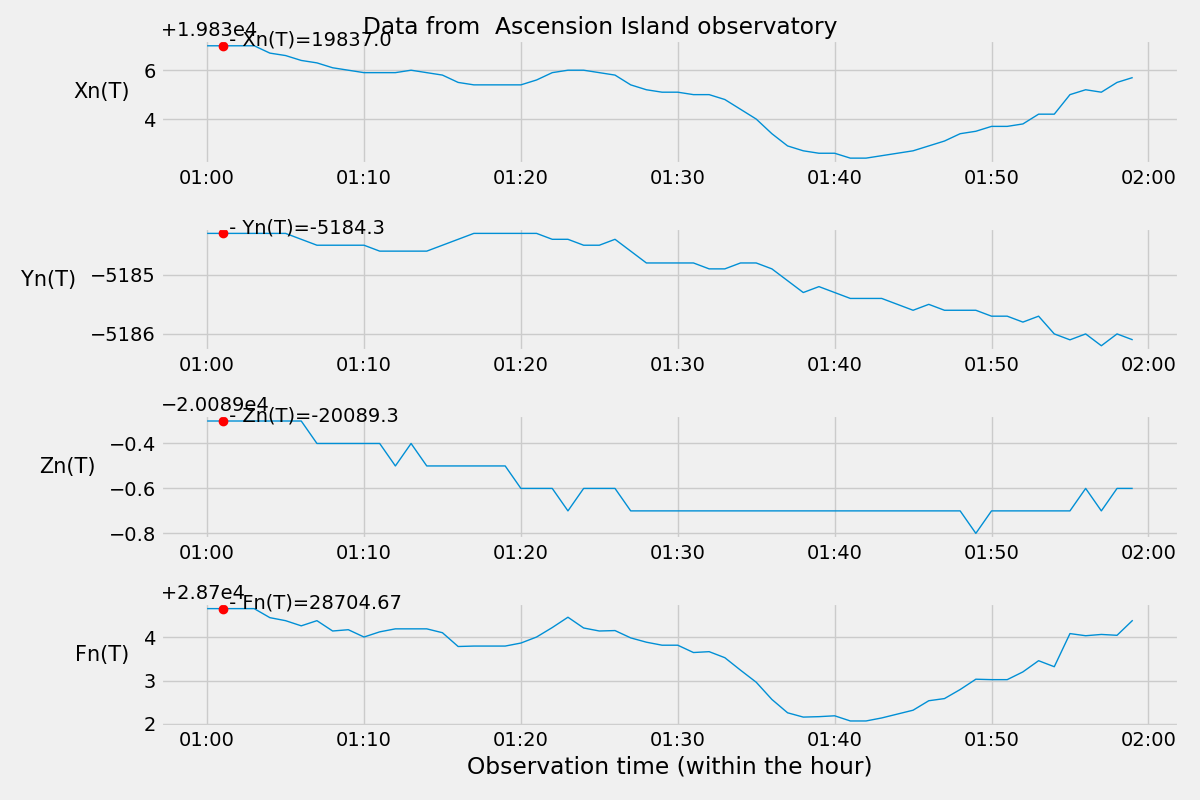 Data from  Ascension Island observatory
+1.983e4
- Xn(T)=19837.0
Xn(T)
6
4
01:00 01:10 01:20 01:30 01:40 01:50 02:00
- Yn(T)=-5184.3
Yn(T)
−5185
−5186
01:00 01:10 01:20 01:30 01:40 01:50 02:00
−2.0089e4
- Zn(T)=-20089.3
−0.4
Zn(T)
−0.6
−0.8
01:00 01:10 01:20 01:30 01:40 01:50 02:00
+2.87e4
- Fn(T)=28704.67
4
Fn(T)
3
2
01:00 01:10 01:20 01:30 01:40 01:50 02:00
Observation time (within the hour)